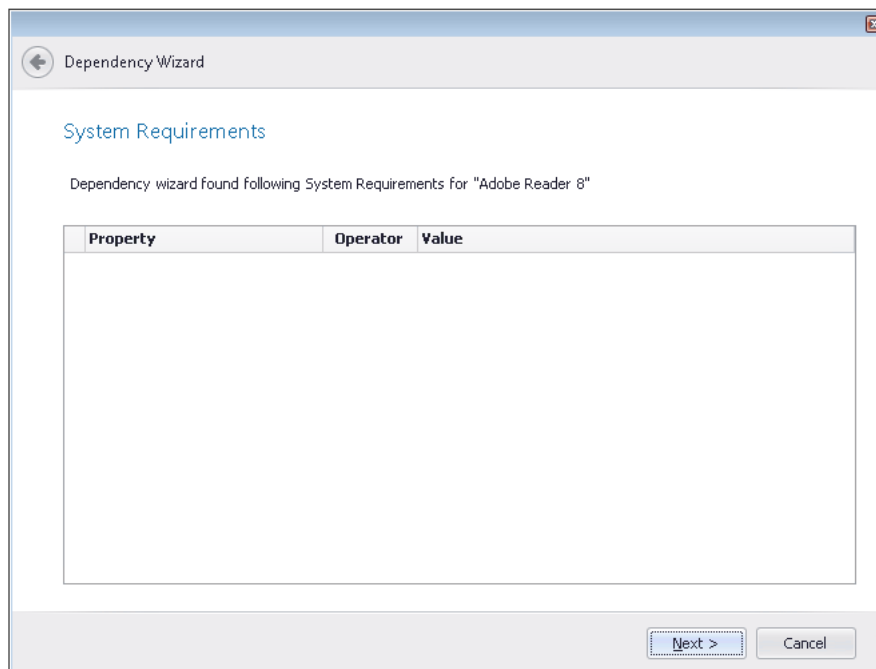 Dependency Wizard
System Requirements
Dependency wizard found following System Requirements for "Adobe Reader 8"
Property Operator Value
Next > Cancel